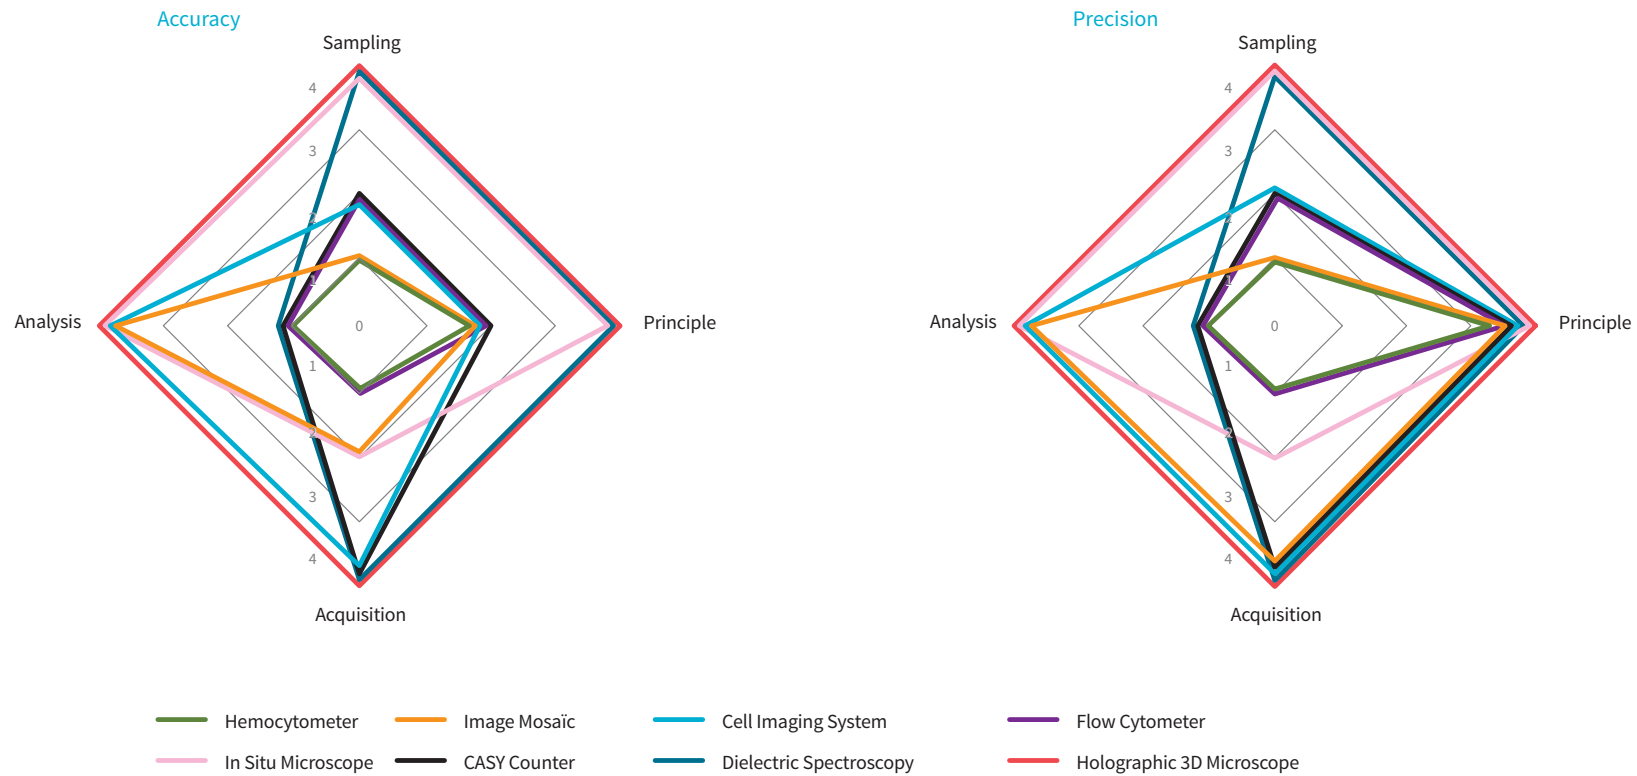 Accuracy
Sampling
4
3
2
1
Analysis
0
Principle
1
2
3
4
Acquisition
Precision
Sampling
4
3
2
1
Analysis
0
Principle
1
2
3
4
Acquisition
Hemocytometer
Image Mosaïc
Cell Imaging System
Flow Cytometer
In Situ Microscope
CASY Counter
Dielectric Spectroscopy
Holographic 3D Microscope